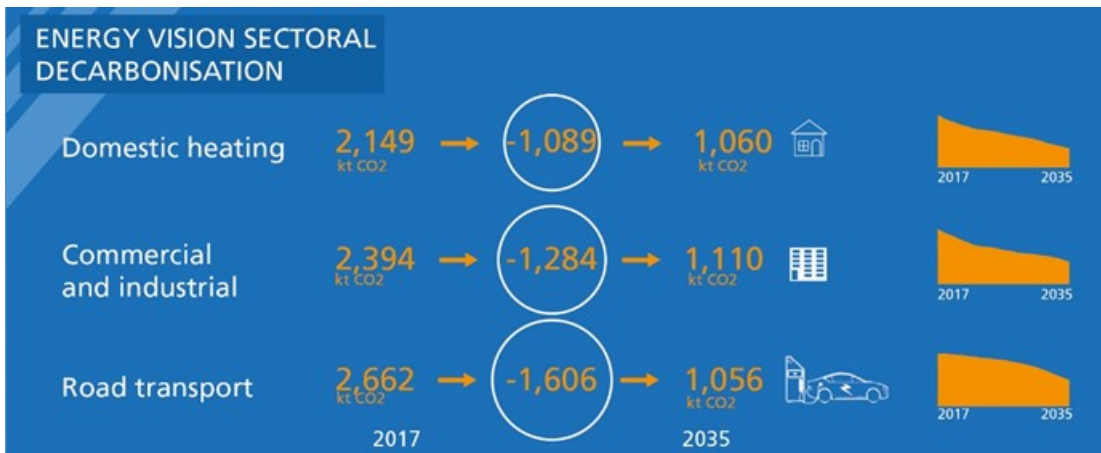 ENERGY VISION SECTORAL
DECARBONISATION
Domestic heating
2,149
kt CO2
-1,089
1,060
kt CO2
2017 2035
Commercial
and industrial
2,394
kt CO2
-1,284
1,110
kt CO2
2017 2035
Road transport
2,662
kt CO2
-1,606
1,056
kt CO2
2017 2035
2017 2035